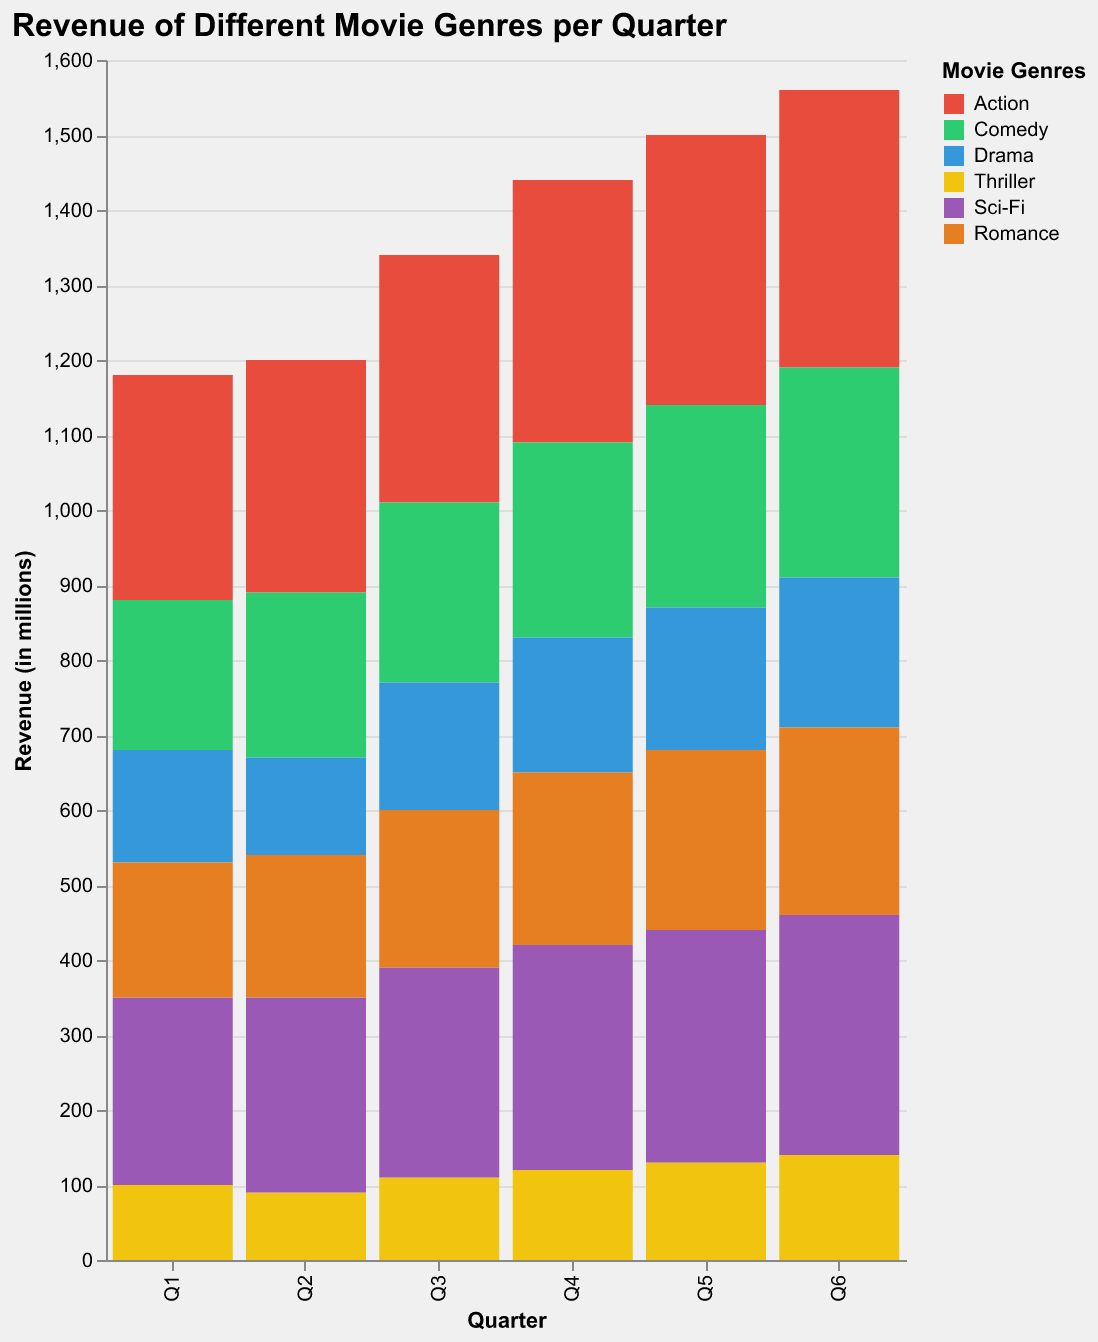 Revenue of Different Movie Genres per Quarter
Movie Genres
Action
Comedy
Drama
Thriller
Sci-Fi
Romance
Revenue (in millions)
1,600
1,500
1,400
1,300
1,200
1,100
1,000
900
800
700
600
500
400
300
200
100
0
Q1
Q2
Q3
Q4
Q5
Q6
Quarter